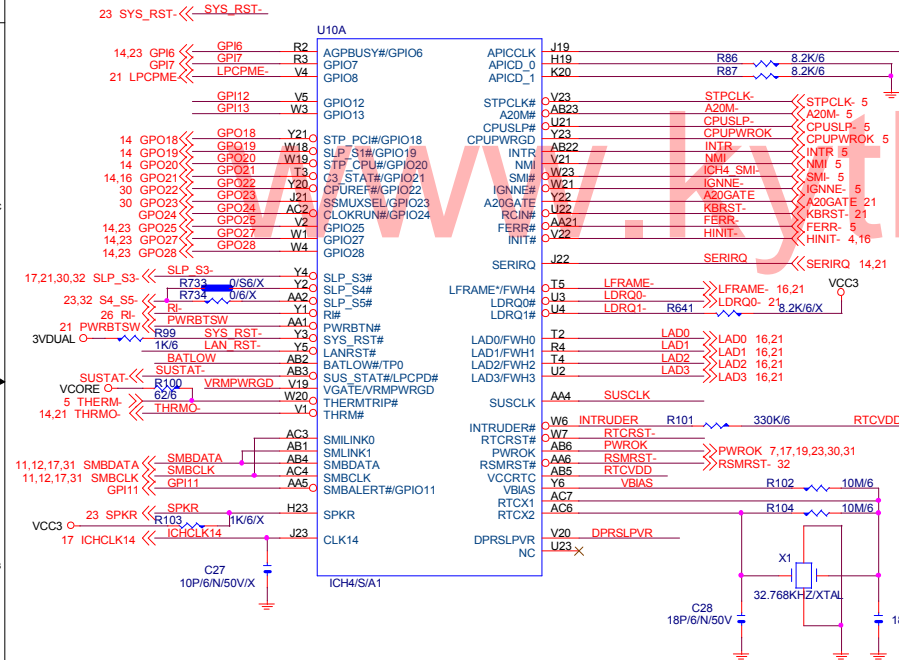 23 SYS_RST- SYS_RST-
U10A
14,23 GPI6 GPI6 R2 AGPBUSY#/GPIO6 APICCLK J19
GPI7 GPI7 R3 GPIO7 APICD_0 H19 R86 8.2K/6
21 LPCPME- LPCPME- V4 GPIO8 APICD_1 K20 R87 8.2K/6
GPI12 V5 GPIO12 STPCLK# V23 STPCLK- STPCLK- 5
GPI13 W3 GPIO13 A20M# AB23 A20M- A20M- 5
CPUSLP# U21 CPUSLP- CPUSLP- 5
14 GPO18 GPO18 Y21 STP_PCI#/GPIO18 CPUPWRGD Y23 CPUPWROK CPUPWROK 5
14 GPO19 GPO19 W18 SLP_S1#/GPIO19 INTR AB22 INTR INTR 5
14 GPO20 GPO20 W19 STP_CPU#/GPIO20 NMI V21 NMI NMI 5
14,16 GPO21 GPO21 T3 C3_STAT#/GPIO21 SMI# W23 ICH4_SMI- SMI- 5
30 GPO22 GPO22 Y20 CPUREF#/GPIO22 IGNNE# W21 IGNNE- IGNNE- 5
30 GPO23 GPO23 J21 SSMUXSEL/GPIO23 A20GATE Y22 A20GATE A20GATE 21
GPO24 GPO24 AC2 CLOKRUN#/GPIO24 RCIN# U22 KBRST- KBRST- 21
14,23 GPO25 GPO25 V2 GPIO25 FERR# AA21 FERR- FERR- 5
14,23 GPO27 GPO27 W1 GPIO27 INIT# V22 HINIT- HINIT- 4,16
14,23 GPO28 GPO28 W4 GPIO28
www.kyt
SERIRQ J22 SERIRQ SERIRQ 14,21
17,21,30,32 SLP_S3- SLP_S3- Y4 SLP_S3#
R733 0/S6/X Y2 SLP_S4# LFRAME*/FWH4 T5 LFRAME- LFRAME- 16,21 VCC3
23,32 S4_S5- R734 0/6/X AA2 SLP_S5# LDRQ0# U3 LDRQ0- LDRQ0- 21
26 RI- RI- Y1 RI# LDRQ1# U4 LDRQ1- R641 8.2K/6/X
21 PWRBTSW PWRBTSW AA1 PWRBTN#
3VDUAL R99 1K/6 SYS_RST- Y3 SYS_RST# LAD0/FWH0 T2 LAD0 LAD0 16,21
LAN_RST- Y5 LANRST# LAD1/FWH1 R4 LAD1 LAD1 16,21
BATLOW AB2 BATLOW#/TP0 LAD2/FWH2 T4 LAD2 LAD2 16,21
SUSTAT- SUSTAT- AB3 SUS_STAT#/LPCPD# LAD3/FWH3 U2 LAD3 LAD3 16,21
VCORE R100 62/6 VRMPWRGD V19 VGATE/VRMPWRGD
5 THERM- W20 THERMTRIP# SUSCLK AA4 SUSCLK
14,21 THRMO- THRMO- V1 THRM#
INTRUDER# W6 INTRUDER R101 330K/6 RTCVDD
AC3 SMILINK0 RTCRST# W7 RTCRST-
AB1 SMLINK1 PWROK AB6 PWROK PWROK 7,17,19,23,30,31
11,12,17,31 SMBDATA SMBDATA AB4 SMBDATA RSMRST# AA6 RSMRST- RSMRST- 32
11,12,17,31 SMBCLK SMBCLK AC4 SMBCLK VCCRTC AB5 RTCVDD
GPI11 GPI11 AA5 SMBALERT#/GPIO11 VBIAS Y6 VBIAS R102 10M/6
RTCX1 AC7
23 SPKR SPKR H23 SPKR RTCX2 AC6 R104 10M/6
VCC3 R103 1K/6/X
17 ICHCLK14 ICHCLK14 J23 CLK14 DPRSLPVR V20 DPRSLPVR
NC U23
X1
C27
10P/6/N/50V/X
ICH4/S/A1
32.768KHZ/XTAL
C28
18P/6/N/50V